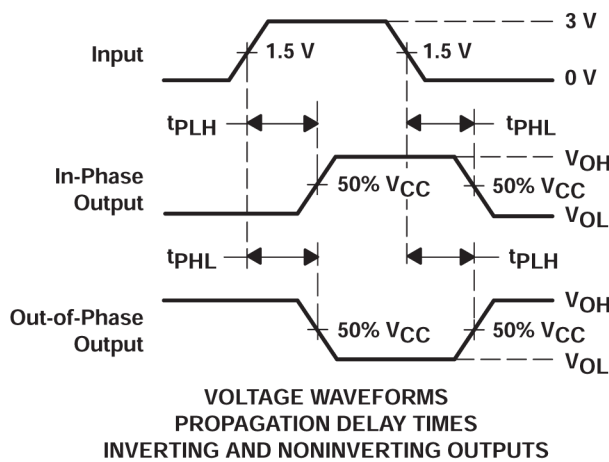 3 V
Input 1.5 V 1.5 V
0 V
tPLH tPHL
VOH
In-Phase
Output 50% VCC 50% VCC
VOL
tPHL tPLH
VOH
Out-of-Phase
Output 50% VCC 50% VCC
VOL
VOLTAGE WAVEFORMS
PROPAGATION DELAY TIMES
INVERTING AND NONINVERTING OUTPUTS